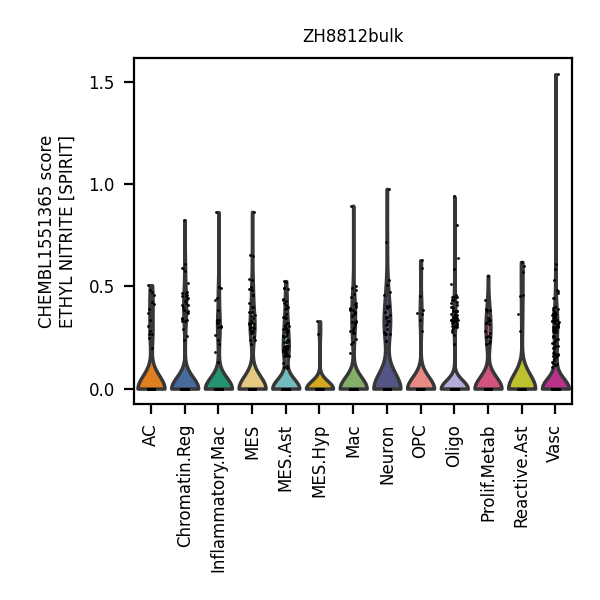 ZH8812bulk
CHEMBL1551365 score
ETHYL NITRITE [SPIRIT]
1.5
1.0
0.5
0.0
AC
Chromatin.Reg
Inflammatory.Mac
MES
MES.Ast
MES.Hyp
Mac
Neuron
OPC
Oligo
Prolif.Metab
Reactive.Ast
Vasc